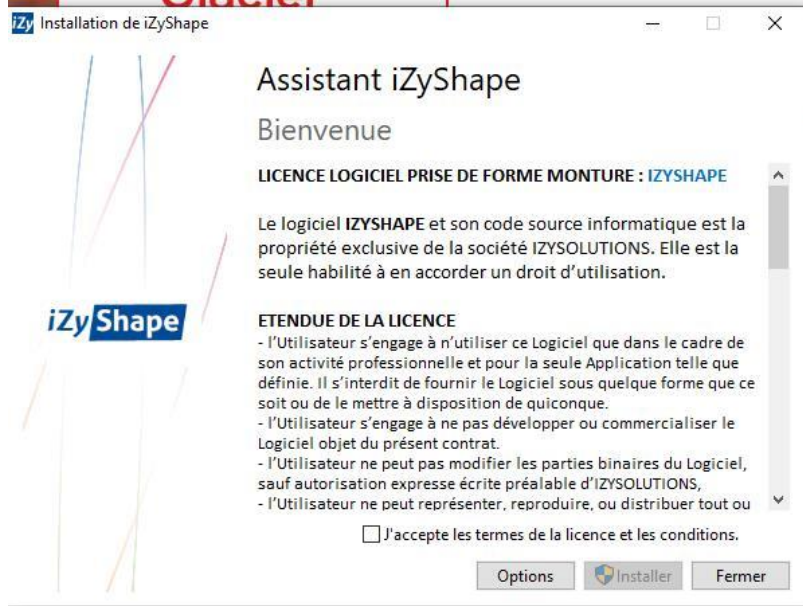 iZy Installation de iZyShape
Assistant iZyShape
Bienvenue
LICENCE LOGICIEL PRISE DE FORME MONTURE : IZYSHAPE
Le logiciel IZYSHAPE et son code source informatique est la
propriété exclusive de la société IZYSOLUTIONS. Elle est la
seule habilité à en accorder un droit d’utilisation.
iZy Shape
ETENDUE DE LA LICENCE
- l’Utilisateur s’engage à n’utiliser ce Logiciel que dans le cadre de
son activité professionnelle et pour la seule Application telle que
définie. Il s’interdit de fournir le Logiciel sous quelque forme que ce
soit ou de le mettre à disposition de quiconque.
- l’Utilisateur s’engage à ne pas développer ou commercialiser le
Logiciel objet du présent contrat.
- l’Utilisateur ne peut pas modifier les parties binaires du Logiciel,
sauf autorisation expresse écrite préalable d’IZYSOLUTIONS,
- l’Utilisateur ne peut représenter, reproduire, ou distribuer tout ou
J'accepte les termes de la licence et les conditions.
Options
Installer
Fermer